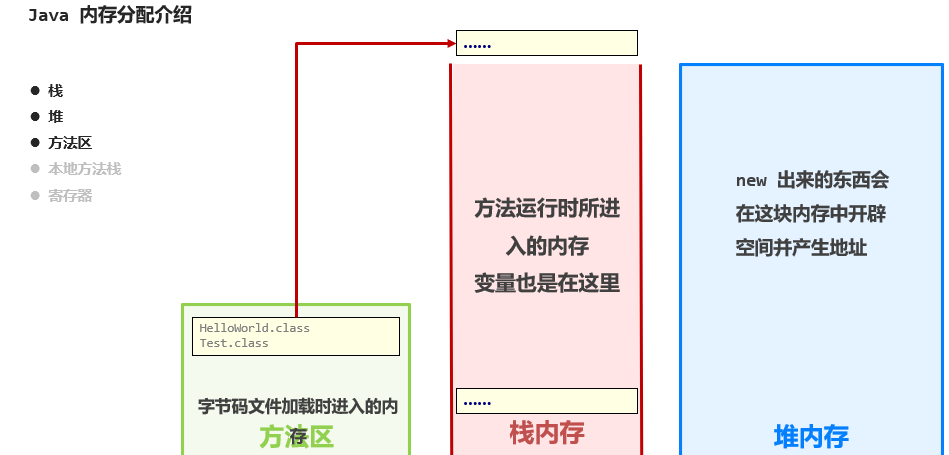 Java 内存分配介绍
● 栈
● 堆
● 方法区
● 本地方法栈
● 寄存器
HelloWorld.class
Test.class
字节码文件加载时进入的内
存
方法区
......
方法运行时所进
入的内存
变量也是在这里
......
栈内存
new 出来的东西会
在这块内存中开辟
空间并产生地址
堆内存